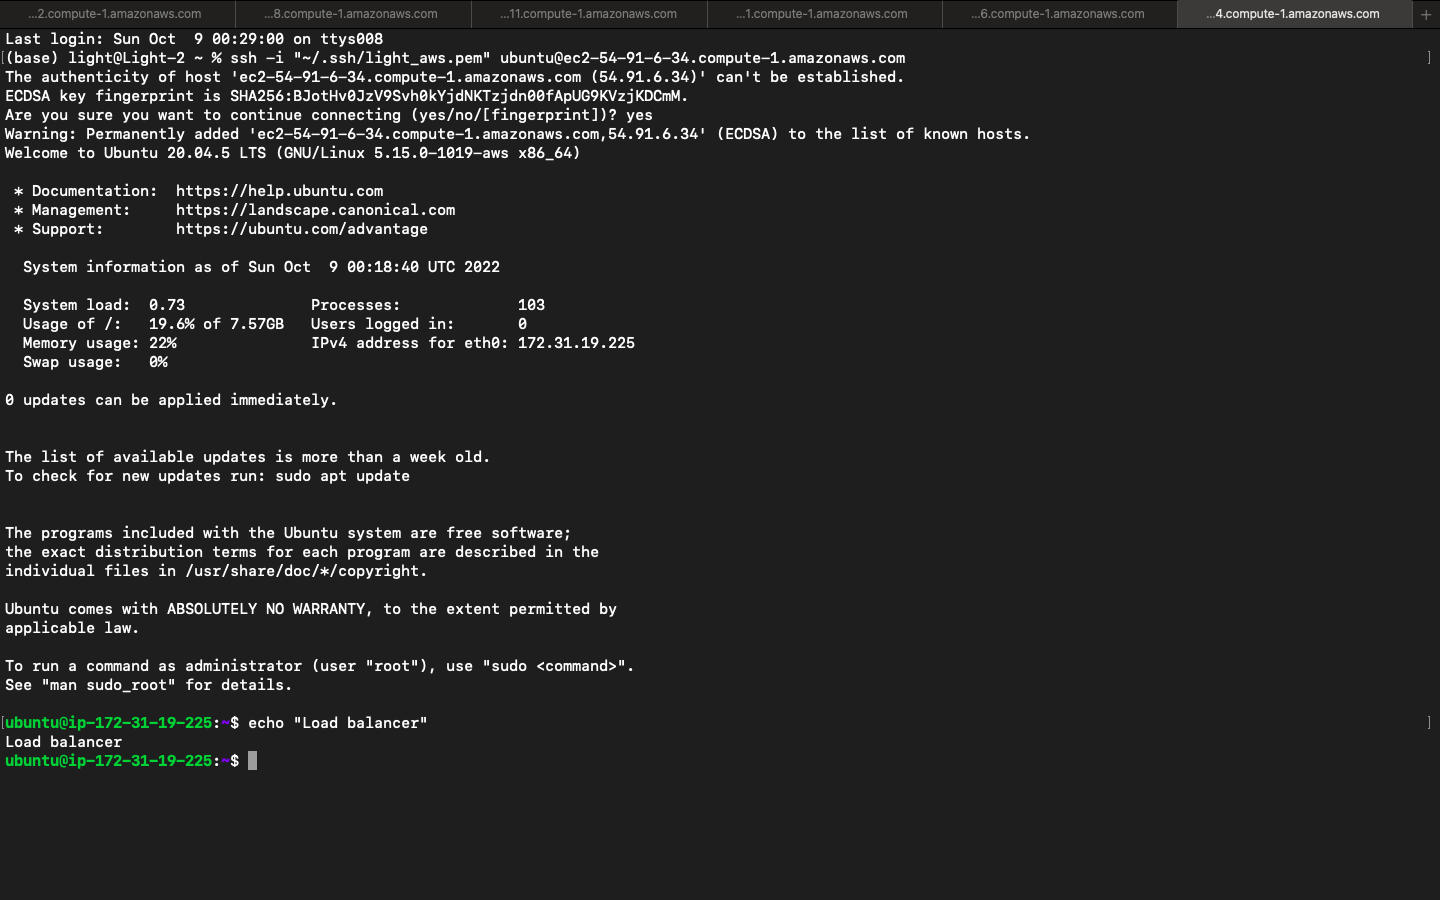 ...2.compute-1.amazonaws.com ...8.compute-1.amazonaws.com ...11.compute-1.amazonaws.com ...1.compute-1.amazonaws.com ...6.compute-1.amazonaws.com ...4.compute-1.amazonaws.com +
Last login: Sun Oct  9 00:29:00 on ttys008
[(base) light@Light-2 ~ % ssh -i "~/.ssh/light_aws.pem" ubuntu@ec2-54-91-6-34.compute-1.amazonaws.com ]
The authenticity of host 'ec2-54-91-6-34.compute-1.amazonaws.com (54.91.6.34)' can't be established.
ECDSA key fingerprint is SHA256:BJotHv0JzV9Svh0kYjdNKTzjdn00fApUG9KVzjKDCmM.
Are you sure you want to continue connecting (yes/no/[fingerprint])? yes
Warning: Permanently added 'ec2-54-91-6-34.compute-1.amazonaws.com,54.91.6.34' (ECDSA) to the list of known hosts.
Welcome to Ubuntu 20.04.5 LTS (GNU/Linux 5.15.0-1019-aws x86_64)
 * Documentation:  https://help.ubuntu.com
 * Management:     https://landscape.canonical.com
 * Support:        https://ubuntu.com/advantage
  System information as of Sun Oct  9 00:18:40 UTC 2022
  System load:  0.73              Processes:             103
  Usage of /:   19.6% of 7.57GB   Users logged in:       0
  Memory usage: 22%               IPv4 address for eth0: 172.31.19.225
  Swap usage:   0%
0 updates can be applied immediately.
The list of available updates is more than a week old.
To check for new updates run: sudo apt update
The programs included with the Ubuntu system are free software;
the exact distribution terms for each program are described in the
individual files in /usr/share/doc/*/copyright.
Ubuntu comes with ABSOLUTELY NO WARRANTY, to the extent permitted by
applicable law.
To run a command as administrator (user "root"), use "sudo <command>".
See "man sudo_root" for details.
[ubuntu@ip-172-31-19-225:~$ echo "Load balancer" ]
Load balancer
ubuntu@ip-172-31-19-225:~$